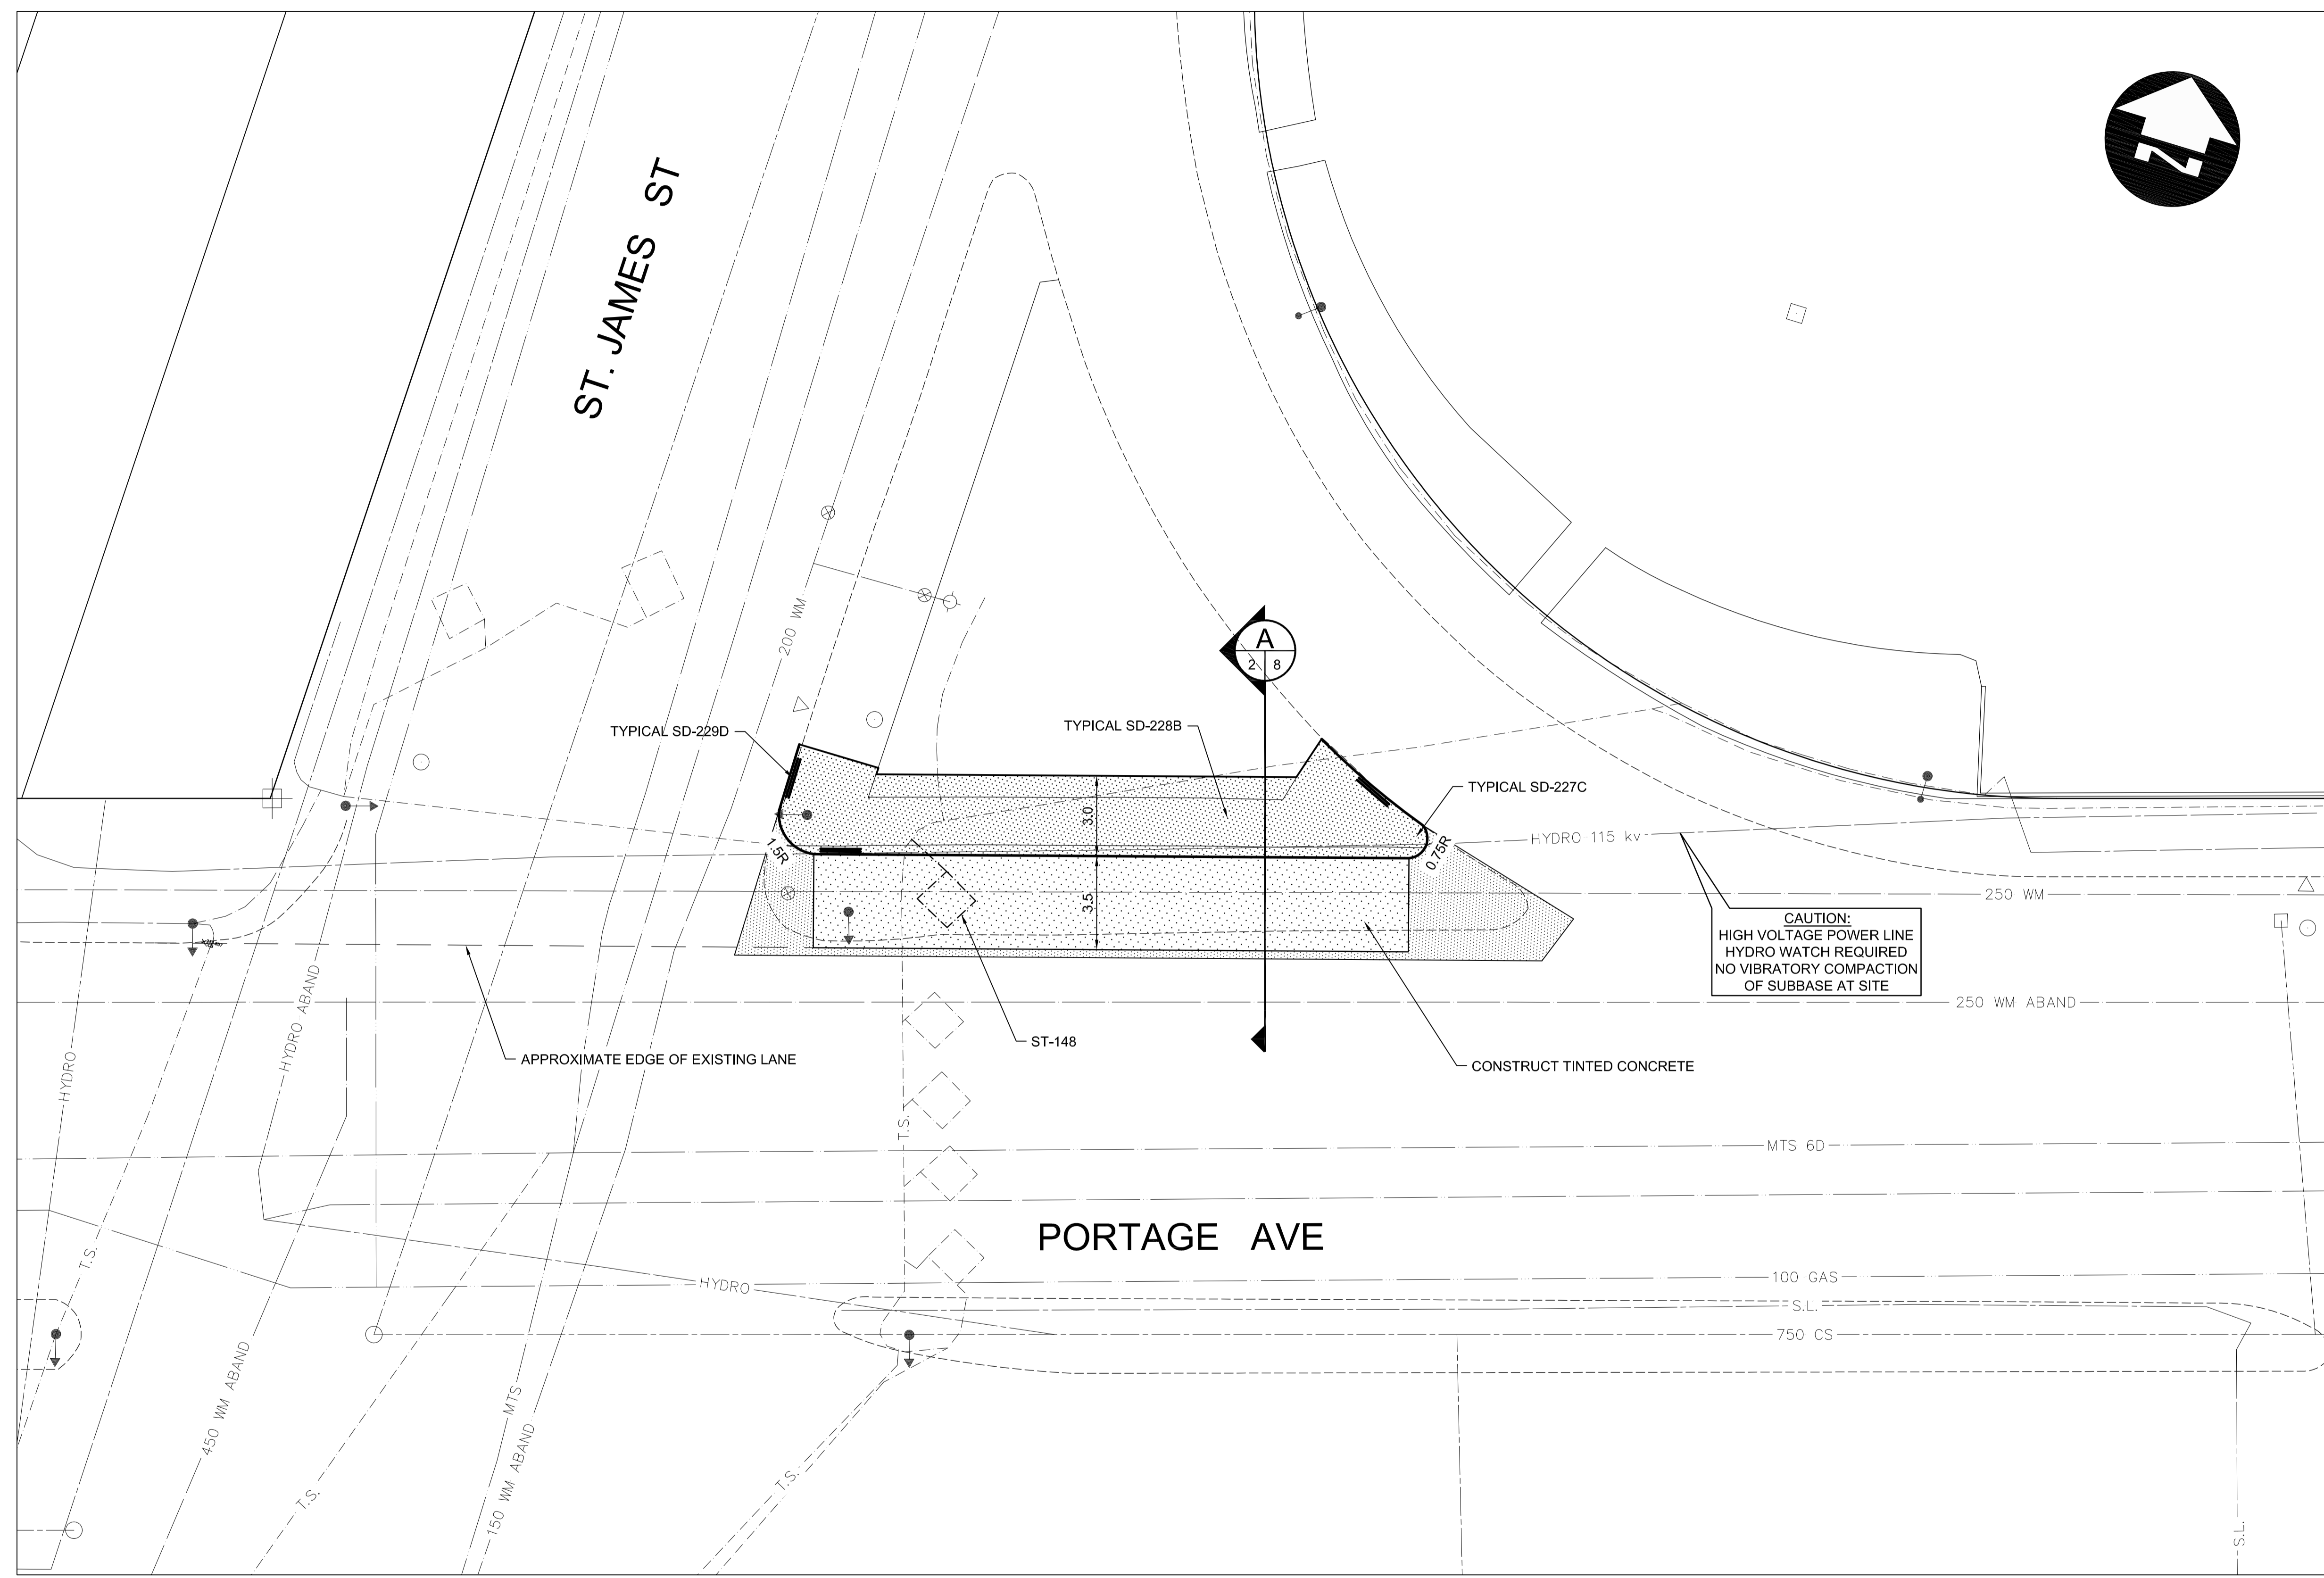 N
ST. JAMES ST
200 WM
A
2 8
TYPICAL SD-229D
TYPICAL SD-228B
TYPICAL SD-227C
3.0
1.5R
0.75R
HYDRO 115 kv
3.5
250 WM
CAUTION:
HIGH VOLTAGE POWER LINE
HYDRO WATCH REQUIRED
NO VIBRATORY COMPACTION
OF SUBBASE AT SITE
250 WM ABAND
HYDRO ABAND
HYDRO
APPROXIMATE EDGE OF EXISTING LANE
ST-148
CONSTRUCT TINTED CONCRETE
T.S.
MTS 6D
PORTAGE AVE
T.S.
HYDRO
100 GAS
S.L.
750 CS
450 WM ABAND
MTS
150 WM ABAND
T.S.
T.S.
S.L.